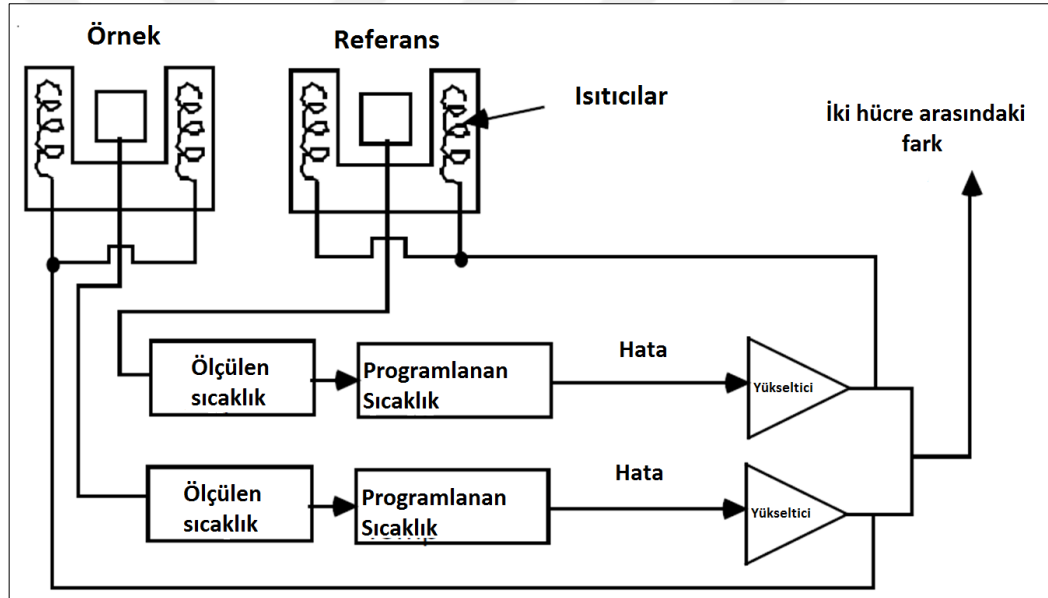 Örnek
Referans
Isıtıcılar
İki hücre arasındaki
fark
Ölçülen
sıcaklık
Programlanan
Sıcaklık
Hata
Yükseltici
Ölçülen
sıcaklık
Programlanan
Sıcaklık
Hata
Yükseltici